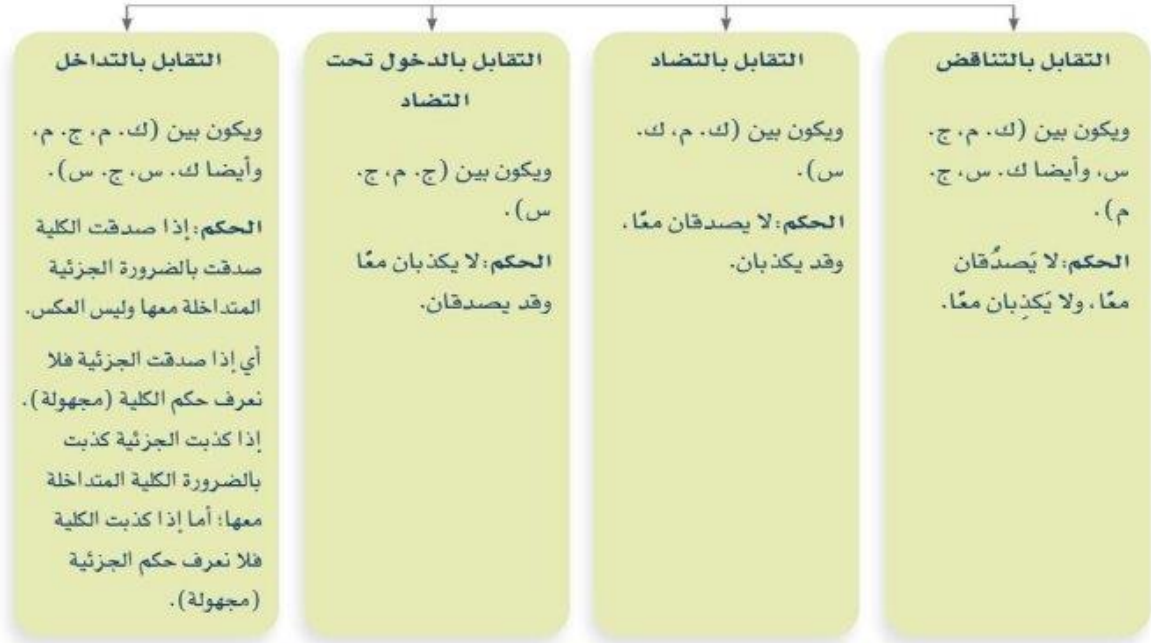 التقابل بالتناقض
ويكون بين (ك. م، ج.
س، وأيضا ك. س، ج.
م).
الحكم: لا يَصدُقان
معًا، ولا يَكذِبان معًا.
التقابل بالتضاد
ويكون بين (ك. م، ك.
س).
الحكم: لا يصدقان معًا،
وقد يكذبان.
التقابل بالدخول تحت
التضاد
ويكون بين (ج. م، ج.
س).
الحكم: لا يكذبان معًا
وقد يصدقان.
التقابل بالتداخل
ويكون بين (ك. م، ج. م،
وأيضا ك. س، ج. س).
الحكم: إذا صدقت الكلية
صدقت بالضرورة الجزئية
المتداخلة معها وليس العكس.
أي إذا صدقت الجزئية فلا
نعرف حكم الكلية (مجهولة).
إذا كذبت الجزئية كذبت
بالضرورة الكلية المتداخلة
معها؛ أما إذا كذبت الكلية
فلا نعرف حكم الجزئية
(مجهولة).